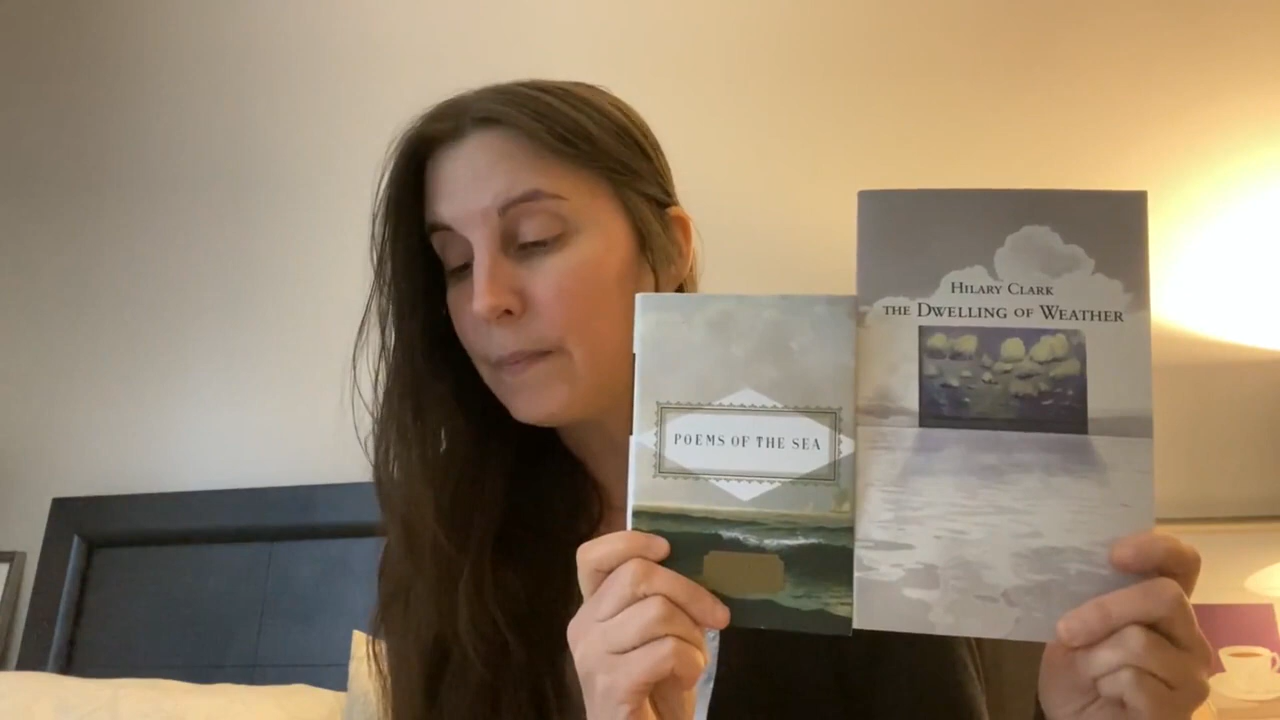 POEMS OF THE SEA
HILARY CLARK
THE DWELLING OF WEATHER